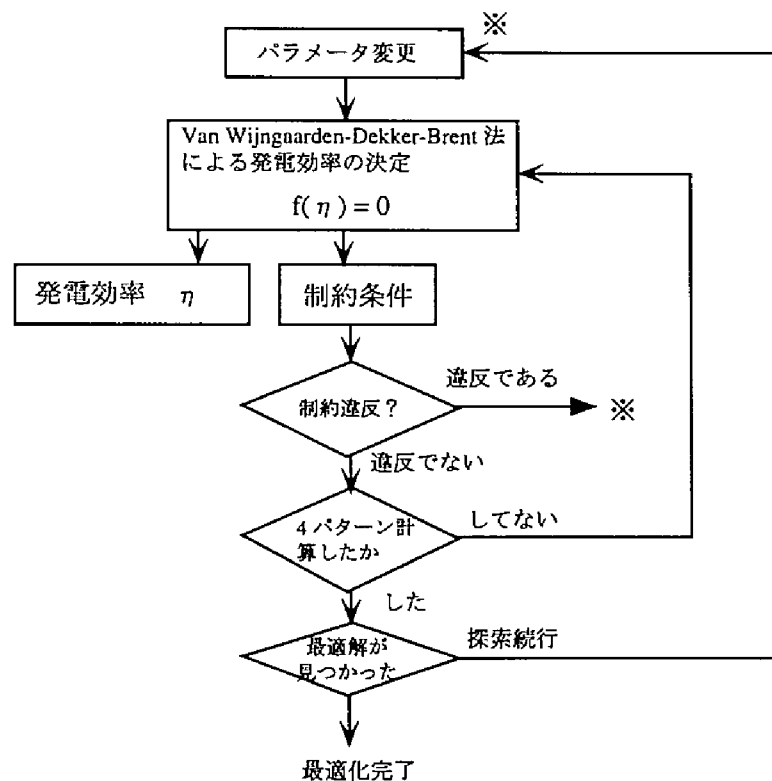 ※
パラメータ変更
Van Wijngaarden-Dekker-Brent 法
による発電効率の決定
f(η)=0
発電効率 η
制約条件
制約違反？
違反である
※
違反でない
4 パターン計
算したか
してない
した
最適解が
見つかった
探索続行
最適化完了